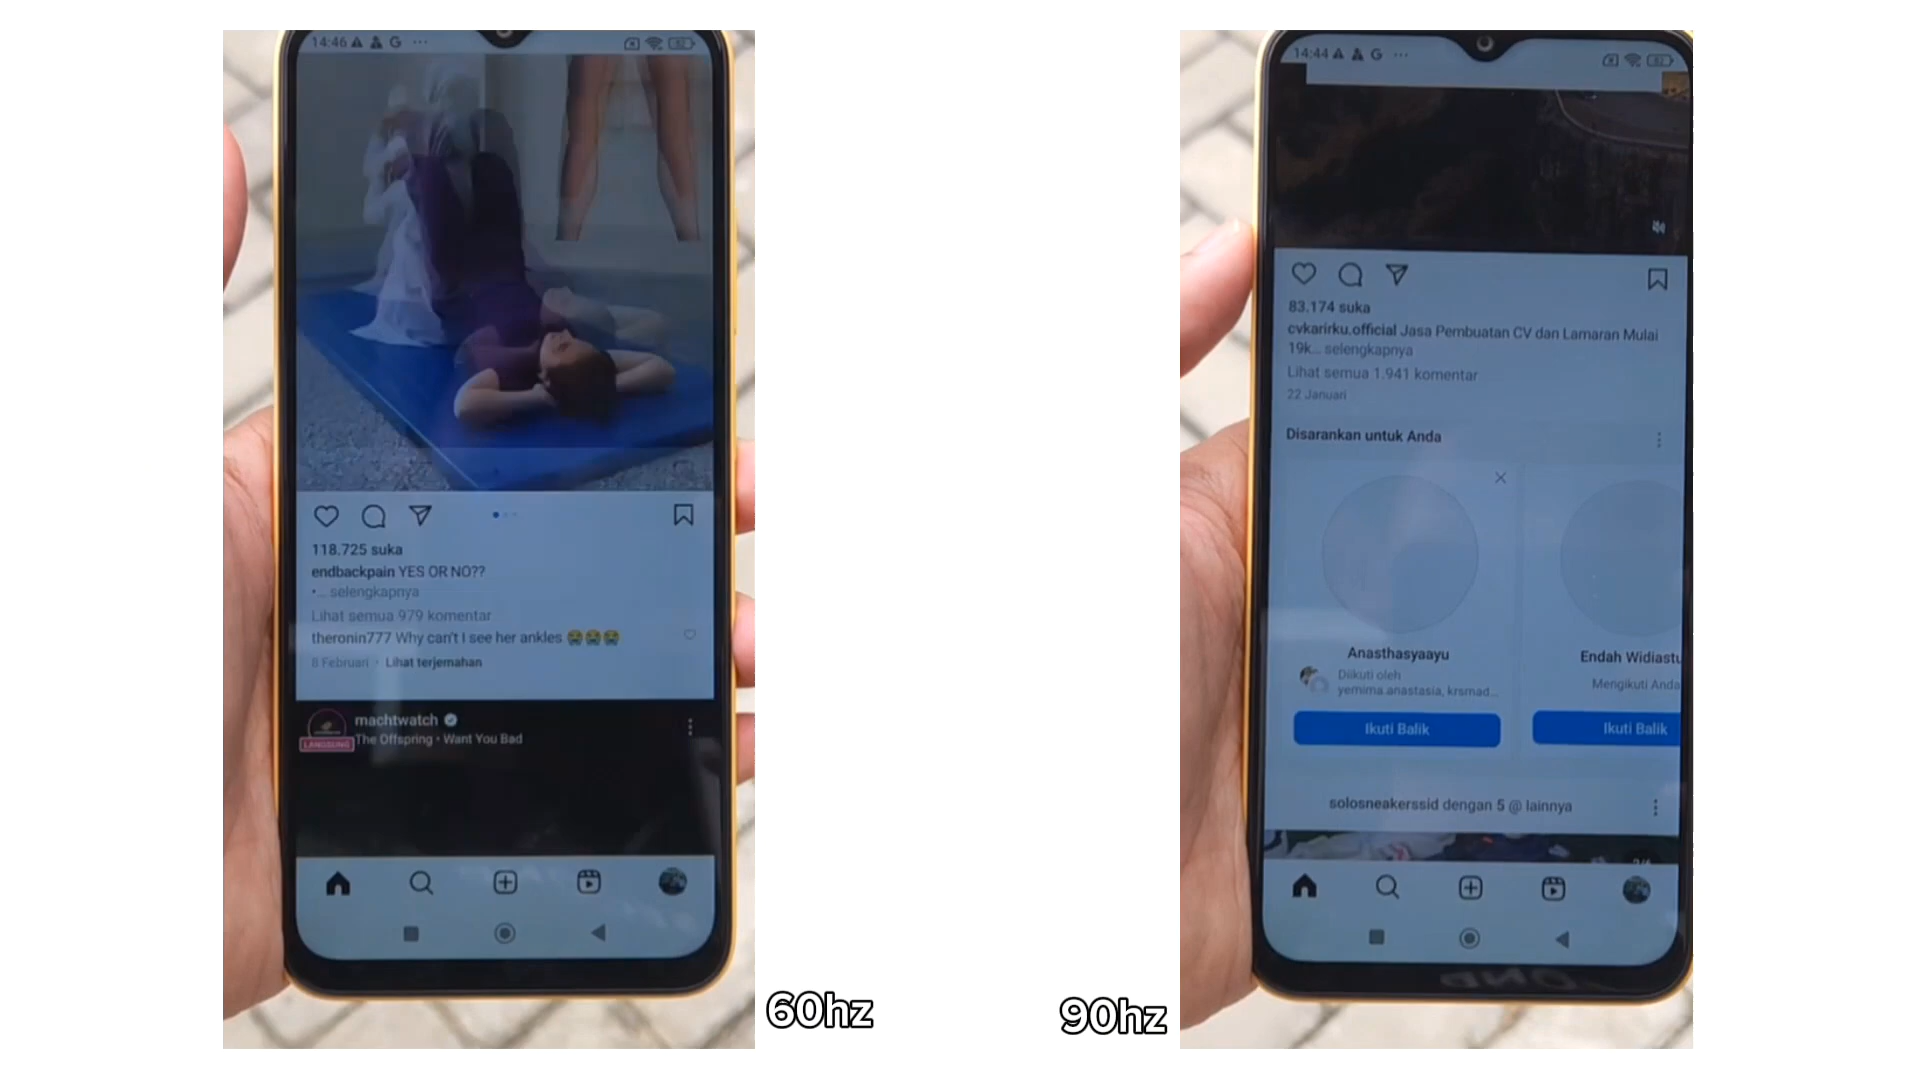 14:46
118.725 suka
endbackpain YES OR NO??
•... selengkapnya
Lihat semua 979 komentar
theronin777 Why can't I see her ankles 😭😭😭
8 Februari • Lihat terjemahan
machtwatch
LANGSUNG
The Offspring • Want You Bad
60hz
14:44
83.174 suka
cvkarirku.official Jasa Pembuatan CV dan Lamaran Mulai
19k... selengkapnya
Lihat semua 1.941 komentar
22 Januari
Disarankan untuk Anda
Anasthasyaayu
Diikuti oleh
yemima.anastasia, krsmad...
Ikuti Balik
Endah Widiastu
Mengikuti Anda
Ikuti Balik
solosneakerssid dengan 5 @ lainnya
90hz